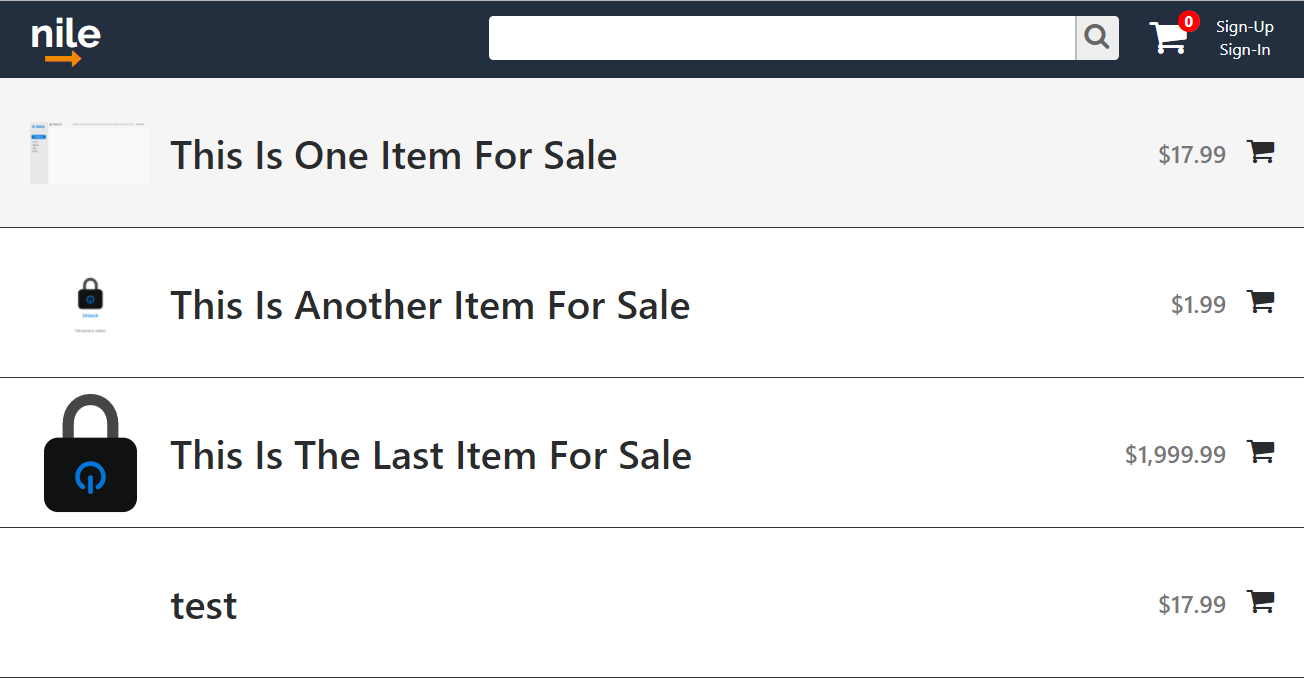 nile
0
Sign-Up
Sign-In
This Is One Item For Sale
$17.99
This Is Another Item For Sale
$1.99
This Is The Last Item For Sale
$1,999.99
test
$17.99